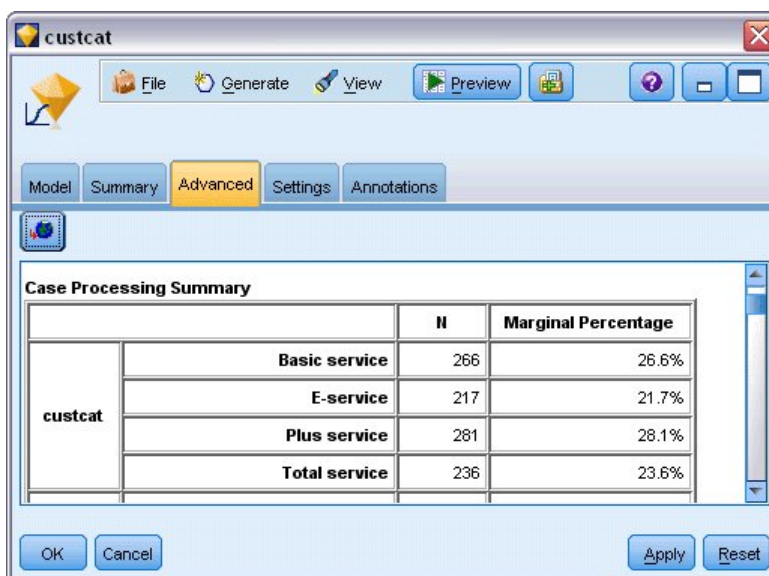 custcat
File Generate View Preview
Model Summary Advanced Settings Annotations
Case Processing Summary
N Marginal Percentage
custcat
Basic service 266 26.6%
E-service 217 21.7%
Plus service 281 28.1%
Total service 236 23.6%
OK Cancel Apply Reset